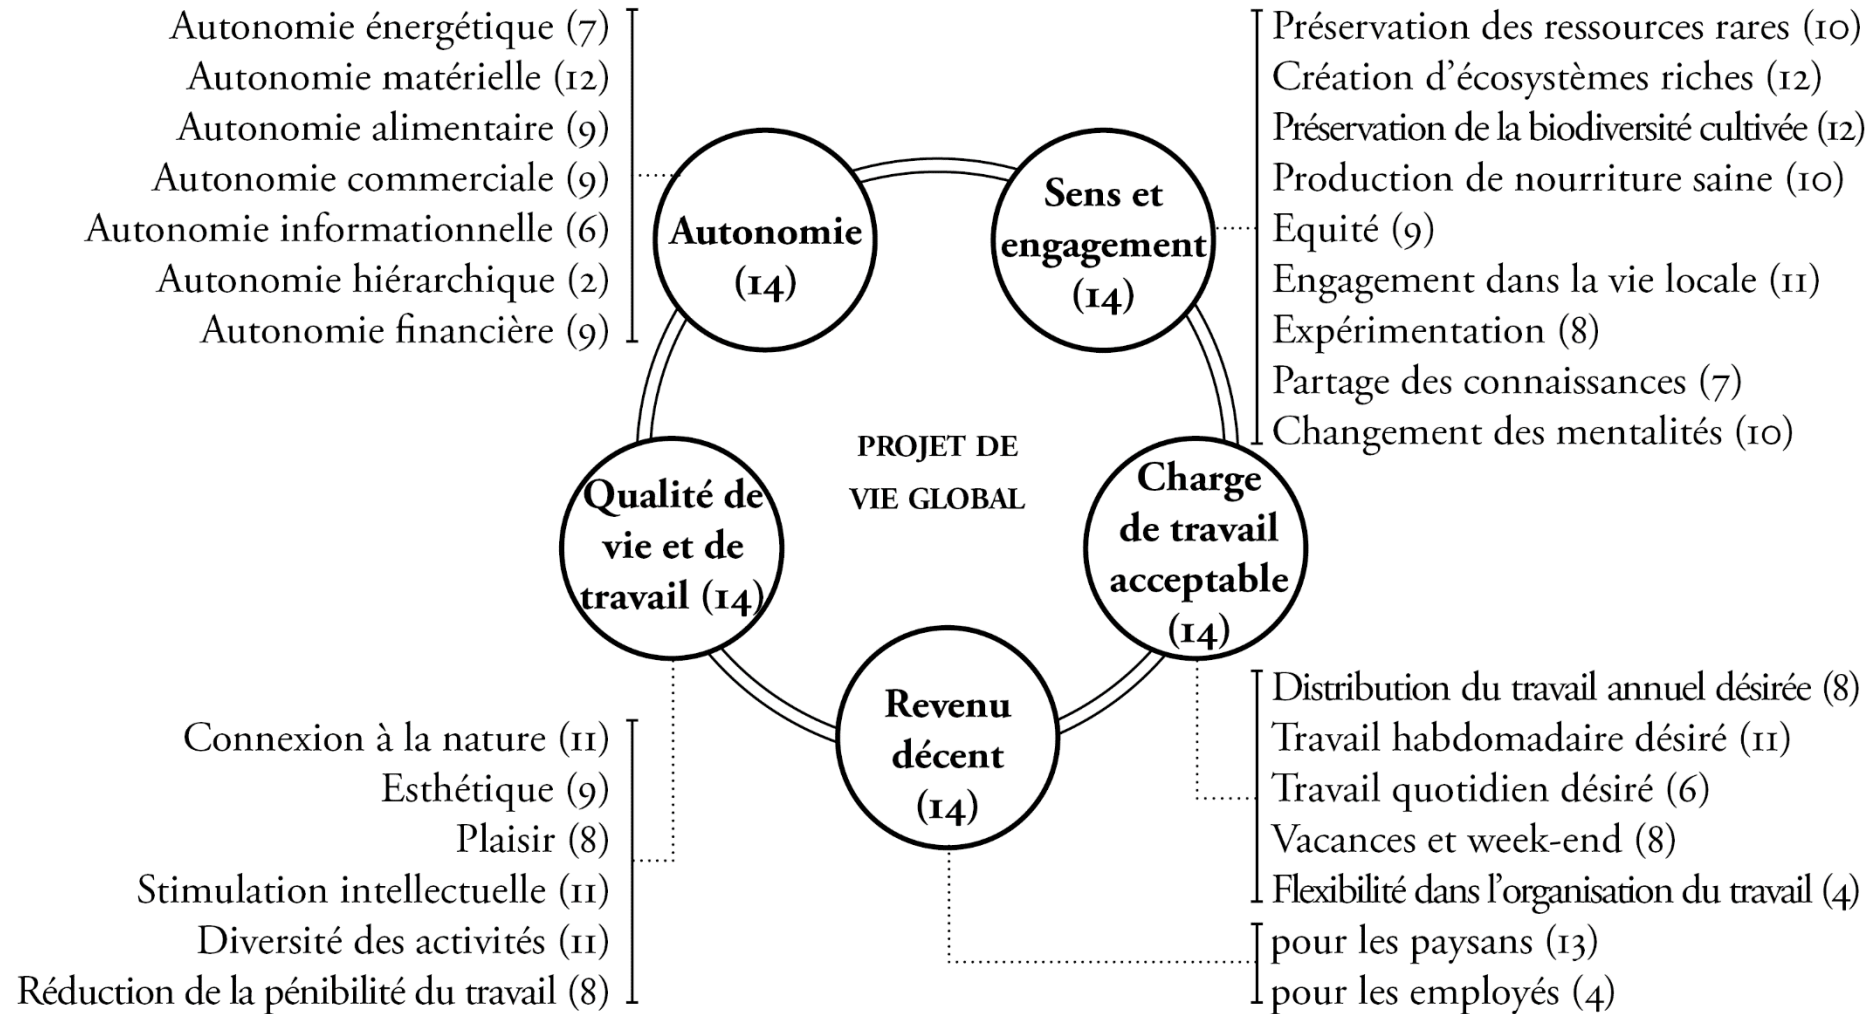 Autonomie énergétique (7)
Autonomie matérielle (12)
Autonomie alimentaire (9)
Autonomie commerciale (9)
Autonomie informationnelle (6)
Autonomie hiérarchique (2)
Autonomie financière (9)
Autonomie
(14)
Sens et
engagement
(14)
Préservation des ressources rares (10)
Création d’écosystèmes riches (12)
Préservation de la biodiversité cultivée (12)
Production de nourriture saine (10)
Equité (9)
Engagement dans la vie locale (11)
Expérimentation (8)
Partage des connaissances (7)
Changement des mentalités (10)
PROJET DE
VIE GLOBAL
Qualité de
vie et de
travail (14)
Charge
de travail
acceptable
(14)
Revenu
décent
(14)
Connexion à la nature (11)
Esthétique (9)
Plaisir (8)
Stimulation intellectuelle (11)
Diversité des activités (11)
Réduction de la pénibilité du travail (8)
Distribution du travail annuel désirée (8)
Travail habdomadaire désiré (11)
Travail quotidien désiré (6)
Vacances et week-end (8)
Flexibilité dans l’organisation du travail (4)
pour les paysans (13)
pour les employés (4)